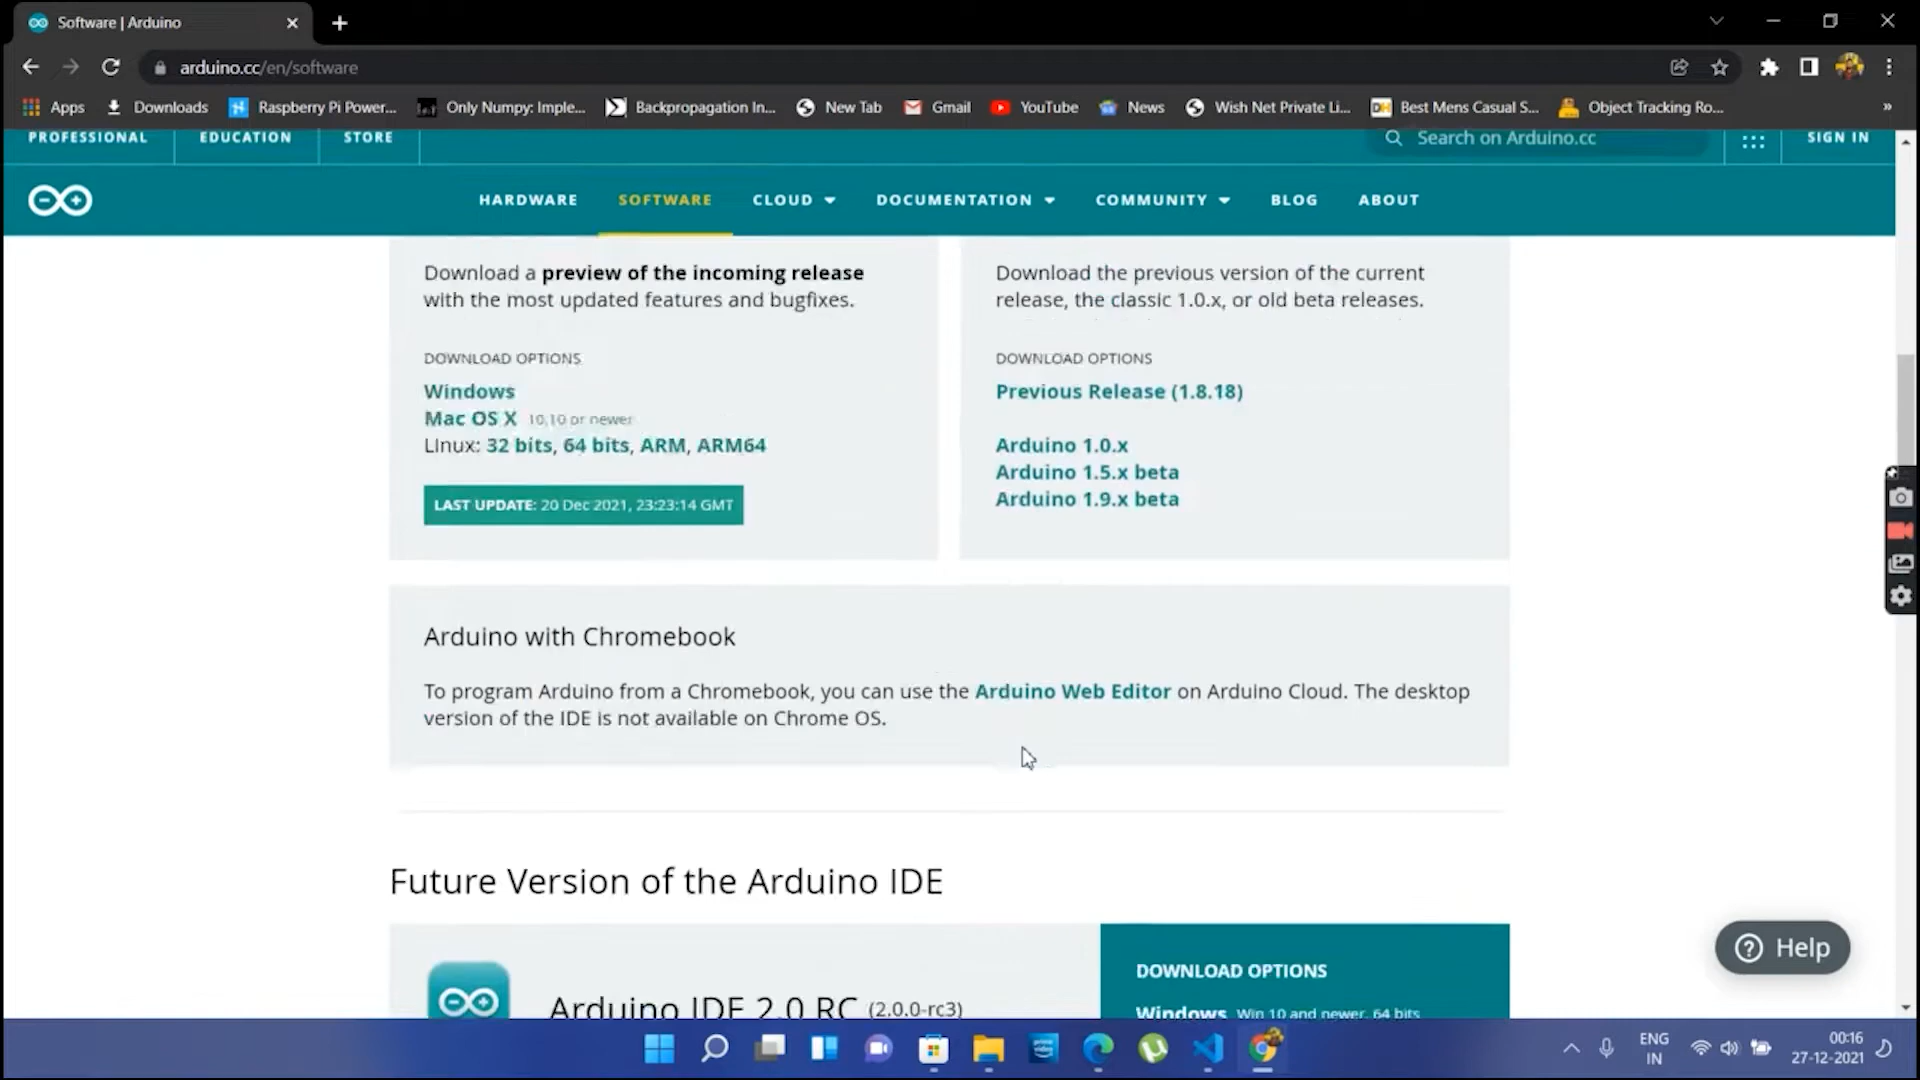 Software | Arduino
arduino.cc/en/software
Apps Downloads Raspberry Pi Power... Only Numpy: Imple... Backpropagation In... New Tab Gmail YouTube News Wish Net Private Li... Best Mens Casual S... Object Tracking Ro... »
PROFESSIONAL EDUCATION STORE Search on Arduino.cc SIGN IN
HARDWARE SOFTWARE CLOUD DOCUMENTATION COMMUNITY BLOG ABOUT
Download a preview of the incoming release
with the most updated features and bugfixes.
DOWNLOAD OPTIONS
Windows
Mac OS X 10.10 or newer
Linux: 32 bits, 64 bits, ARM, ARM64
LAST UPDATE: 20 Dec 2021, 23:23:14 GMT
Download the previous version of the current
release, the classic 1.0.x, or old beta releases.
DOWNLOAD OPTIONS
Previous Release (1.8.18)
Arduino 1.0.x
Arduino 1.5.x beta
Arduino 1.9.x beta
Arduino with Chromebook
To program Arduino from a Chromebook, you can use the Arduino Web Editor on Arduino Cloud. The desktop
version of the IDE is not available on Chrome OS.
Future Version of the Arduino IDE
Arduino IDE 2.0 RC (2.0.0-rc3)
DOWNLOAD OPTIONS
Windows Win 10 and newer, 64 bits
Help
prime video
ENG
IN
00:16
27-12-2021